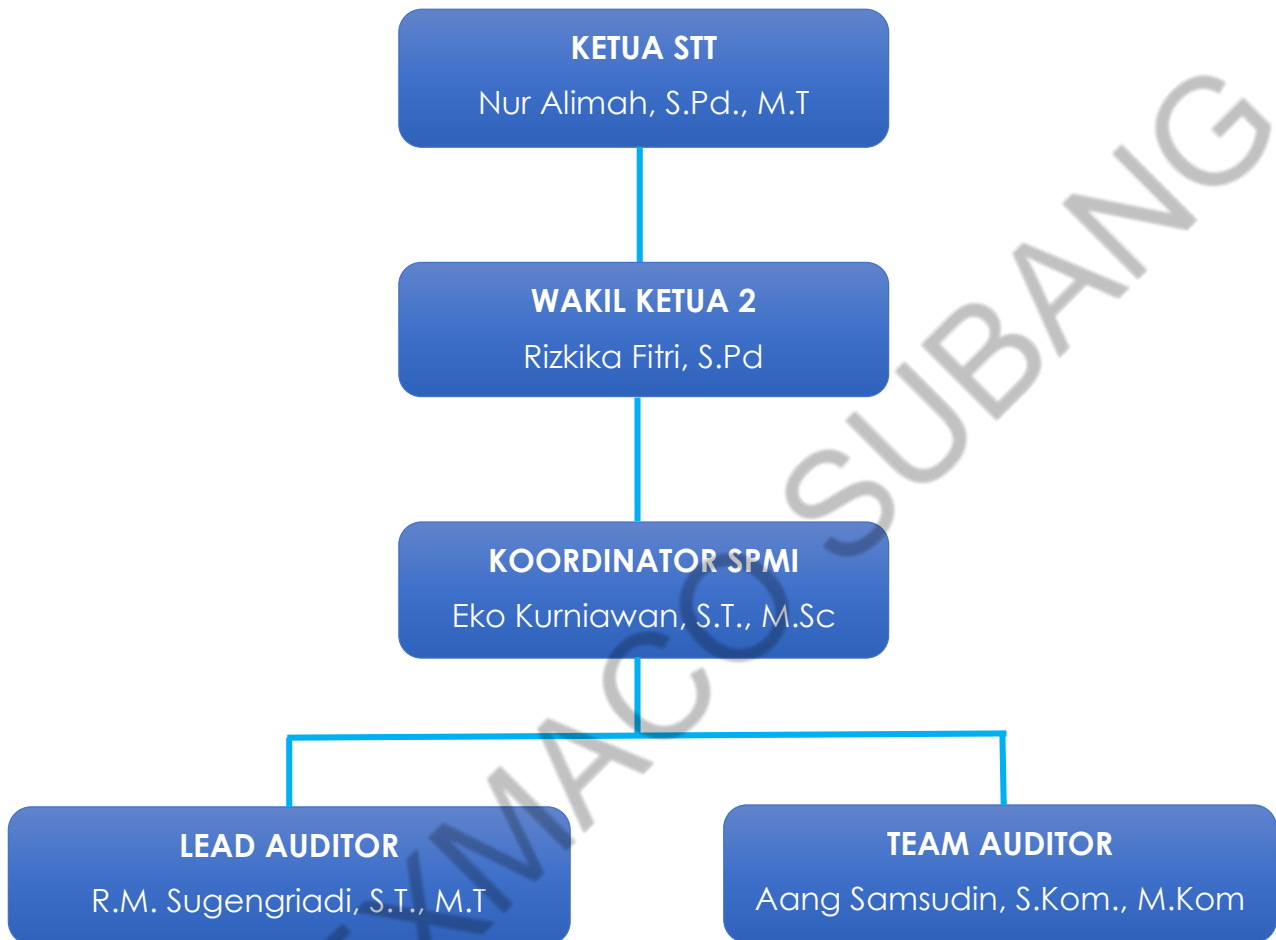 KETUA STT
Nur Alimah, S.Pd., M.T
WAKIL KETUA 2
Rizkika Fitri, S.Pd
KOORDINATOR SPMI
Eko Kurniawan, S.T., M.Sc
LEAD AUDITOR
R.M. Sugengriadi, S.T., M.T
TEAM AUDITOR
Aang Samsudin, S.Kom., M.Kom
EXMACO SUBANG